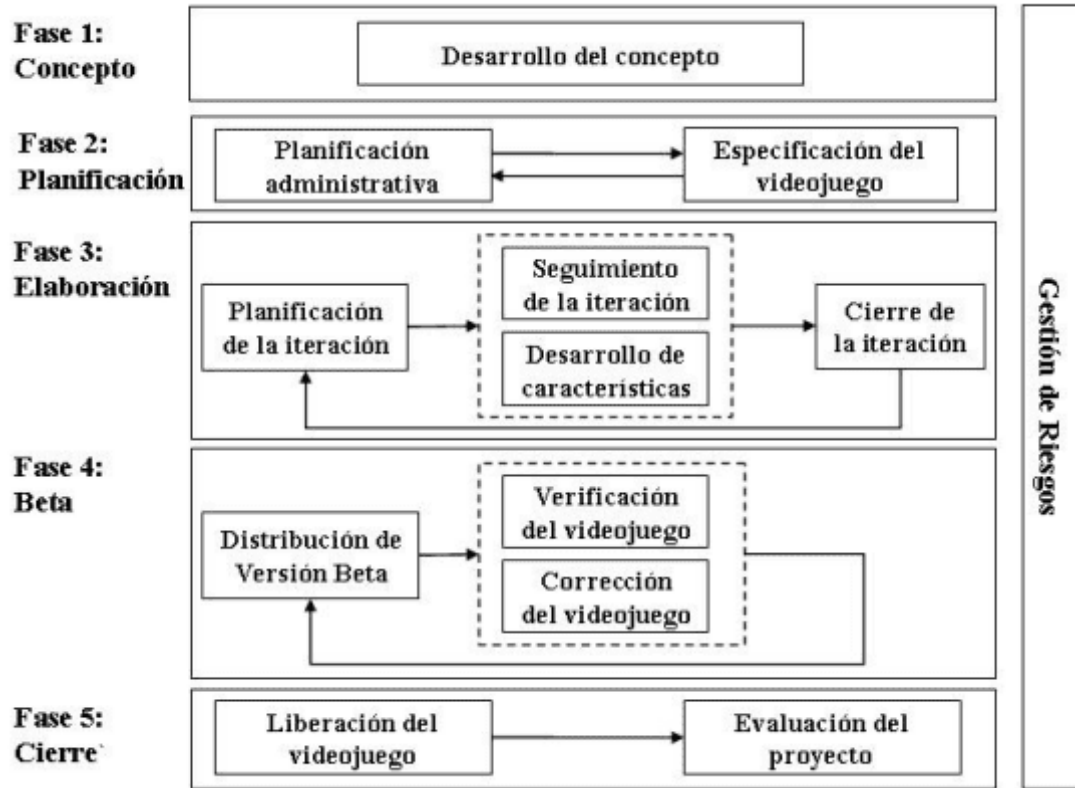 Fase 1:
Concepto
Desarrollo del concepto
Fase 2:
Planificación
Planificación
administrativa
Especificación del
videojuego
Fase 3:
Elaboración
Planificación
de la iteración
Seguimiento
de la iteración
Desarrollo de
características
Cierre de
la iteración
Fase 4:
Beta
Distribución de
Versión Beta
Verificación
del videojuego
Corrección
del videojuego
Fase 5:
Cierre
Liberación del
videojuego
Evaluación del
proyecto
Gestión de Riesgos